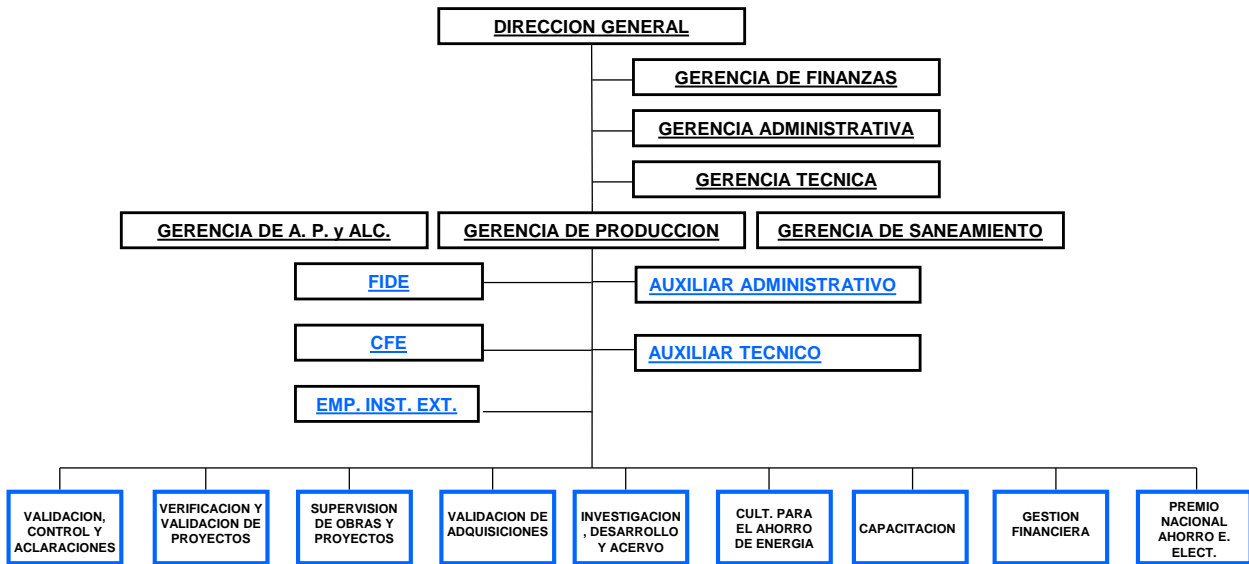 DIRECCION GENERAL
GERENCIA DE FINANZAS
GERENCIA ADMINISTRATIVA
GERENCIA TECNICA
GERENCIA DE A. P. y ALC.
GERENCIA DE PRODUCCION
GERENCIA DE SANEAMIENTO
FIDE
AUXILIAR ADMINISTRATIVO
CFE
AUXILIAR TECNICO
EMP. INST. EXT.
VALIDACION,
CONTROL Y
ACLARACIONES
VERIFICACION Y
VALIDACION DE
PROYECTOS
SUPERVISION
DE OBRAS Y
PROYECTOS
VALIDACION DE
ADQUISICIONES
INVESTIGACION
, DESARROLLO
Y ACERVO
CULT. PARA
EL AHORRO
DE ENERGIA
CAPACITACION
GESTION
FINANCIERA
PREMIO
NACIONAL
AHORRO E.
ELECT.